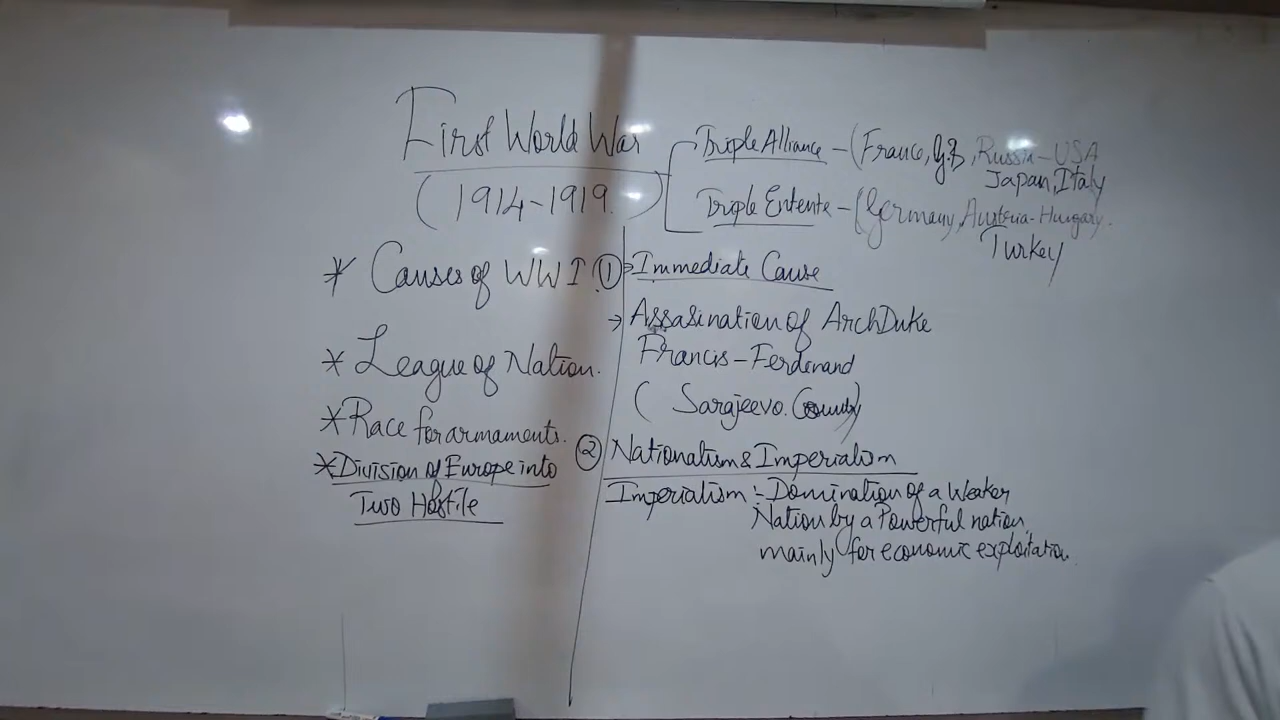 First World War
(1914-1919.)
Triple Alliance - (France, G.B, Russia - USA
Japan, Italy
Triple Entente - (Germany, Austria-Hungary.
Turkey
* Causes of WWI.
* League of Nation.
* Race for armaments.
* Division of Europe into
Two Hostile
① Immediate Cause
→ Assasination of ArchDuke
Francis - Ferdenand
( Sarajeevo.
② Nationalism & Imperialism
Imperialism :- Domination of a Weaker
Nation by a Powerful nation,
mainly for economic exploitation.